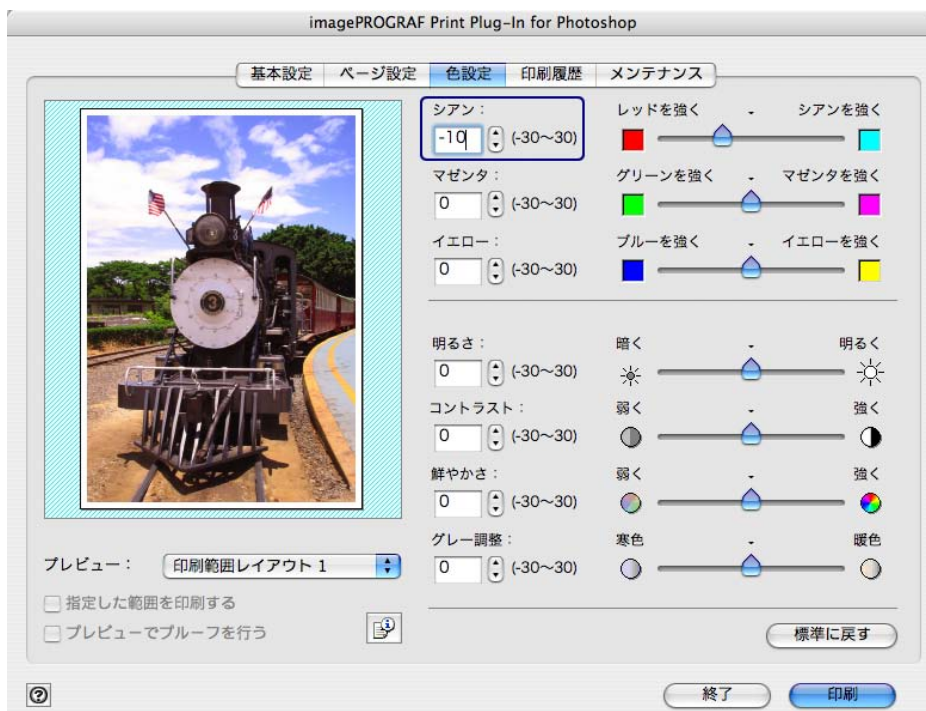 imagePROGRAF Print Plug-In for Photoshop
基本設定 ページ設定 色設定 印刷履歴 メンテナンス
シアン： レッドを強く - シアンを強く
-10 (-30～30)
マゼンタ： グリーンを強く - マゼンタを強く
0 (-30～30)
イエロー： ブルーを強く - イエローを強く
0 (-30～30)
明るさ： 暗く - 明るく
0 (-30～30)
コントラスト： 弱く - 強く
0 (-30～30)
鮮やかさ： 弱く - 強く
0 (-30～30)
グレー調整： 寒色 - 暖色
0 (-30～30)
3
プレビュー： 印刷範囲レイアウト 1
指定した範囲を印刷する
プレビューでプルーフを行う
標準に戻す
? 終了 印刷